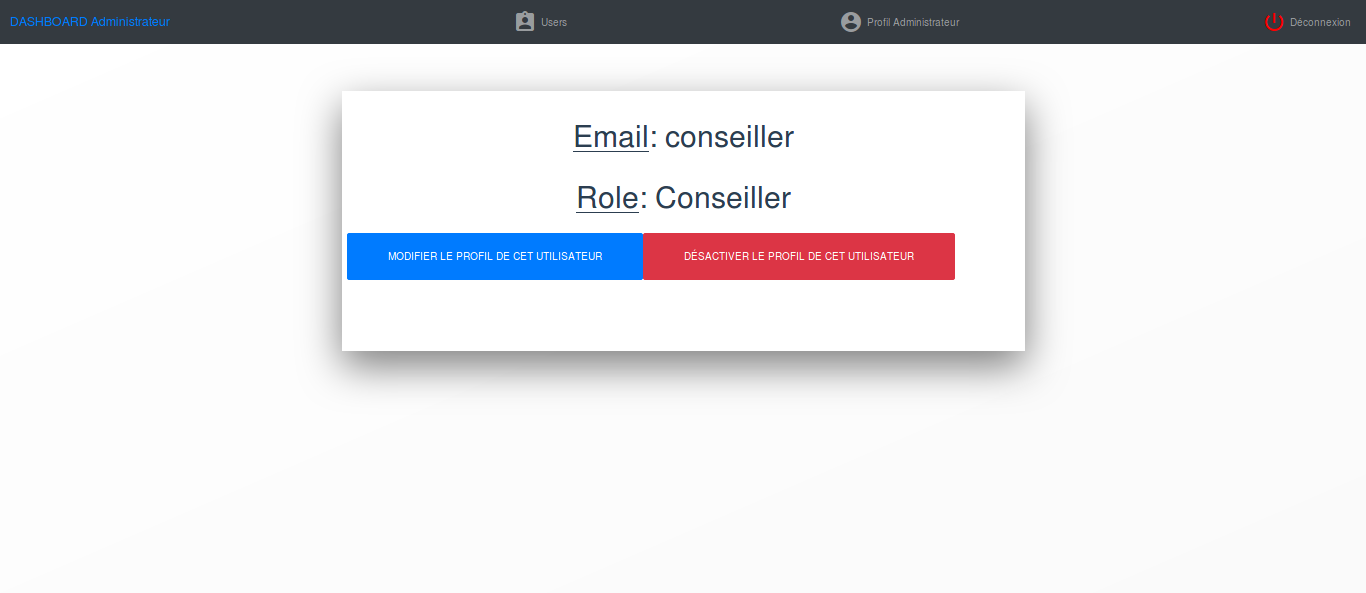 DASHBOARD Administrateur
Users
Profil Administrateur
Déconnexion
Email: conseiller
Role: Conseiller
MODIFIER LE PROFIL DE CET UTILISATEUR
DÉSACTIVER LE PROFIL DE CET UTILISATEUR